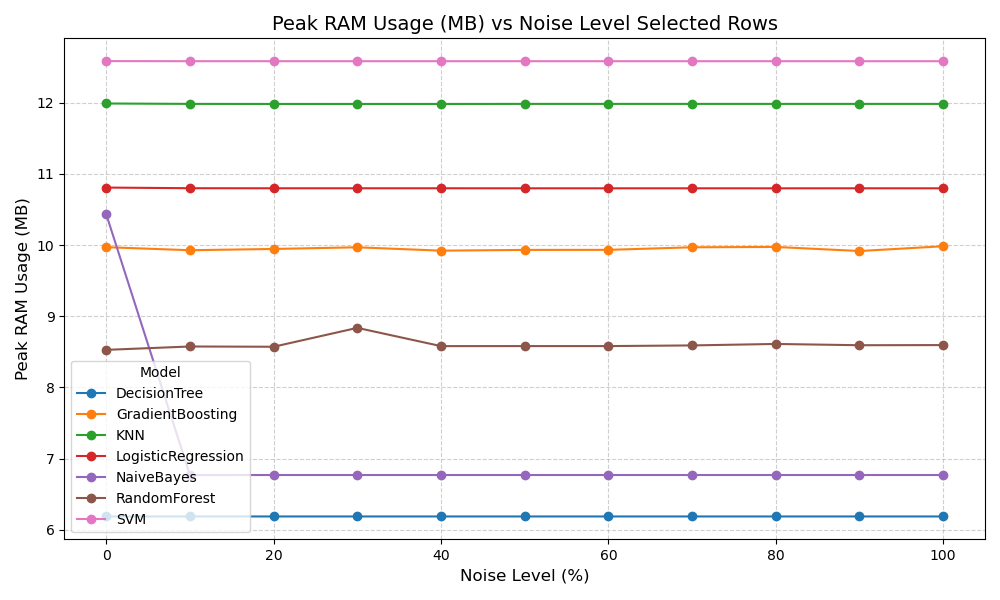 Peak RAM Usage (MB) vs Noise Level Selected Rows
Peak RAM Usage (MB)
12
11
10
9
8
7
6
Model
DecisionTree
GradientBoosting
KNN
LogisticRegression
NaiveBayes
RandomForest
SVM
0
20
40
60
80
100
Noise Level (%)